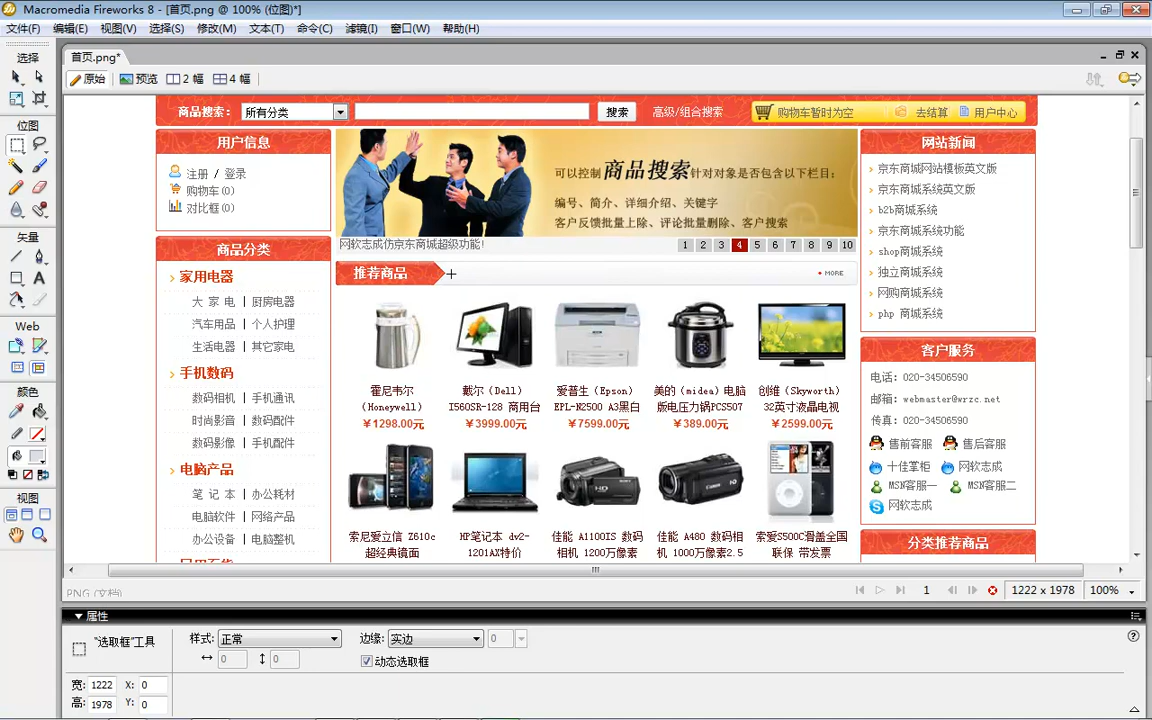 Macromedia Fireworks 8 - [首页.png @ 100% (位图)*]
文件(F) 编辑(E) 视图(V) 选择(S) 修改(M) 文本(T) 命令(C) 滤镜(I) 窗口(W) 帮助(H)
选择
位图
矢量
Web
颜色
视图
首页.png*
原始 预览 2 幅 4 幅
商品搜索: 所有分类 搜索 高级/组合搜索 购物车暂时为空 去结算 用户中心
用户信息
注册 / 登录
购物车(0)
对比框(0)
商品分类
家用电器
大 家 电 | 厨房电器
汽车用品 | 个人护理
生活电器 | 其它家电
手机数码
数码相机 | 手机通讯
时尚影音 | 数码配件
数码影像 | 手机配件
电脑产品
笔 记 本 | 办公耗材
电脑软件 | 网络产品
办公设备 | 电脑整机
可以控制商品搜索针对对象是否包含以下栏目:
编号、简介、详细介绍、关键字
客户反馈批量上除、评论批量删除、客户搜索
网软志成仿京东商城超级功能!
1 2 3 4 5 6 7 8 9 10
推荐商品
MORE
霍尼韦尔
(Honeywell)
￥1298.00元
戴尔 (Dell)
I560SR-128 商用台
￥3999.00元
爱普生 (Epson)
EPL-N2500 A3黑白
￥7599.00元
美的 (midea) 电脑
版电压力锅PCS507
￥389.00元
创维 (Skyworth)
32英寸液晶电视
￥2599.00元
索尼爱立信 Z610c
超经典镜面
HP笔记本 dv2-
1201AX特价
佳能 A1100IS 数码
相机 1200万像素
佳能 A480 数码相
机 1000万像素2.5
索爱S500C滑盖全国
联保 带发票
网站新闻
京东商城网站模板英文版
京东商城系统英文版
b2b商城系统
京东商城系统功能
shop商城系统
独立商城系统
网购商城系统
php 商城系统
客户服务
电话: 020-34506590
邮箱: webmaster@wrzc.net
传真: 020-34506590
售前客服 售后客服
十佳掌柜 网软志成
MSN客服一 MSN客服二
网软志成
分类推荐商品
PNG (文档)
1 1222 x 1978 100%
属性
"选取框"工具
样式: 正常 边缘: 实边 0
0 0 动态选取框
宽: 1222 X: 0
高: 1978 Y: 0